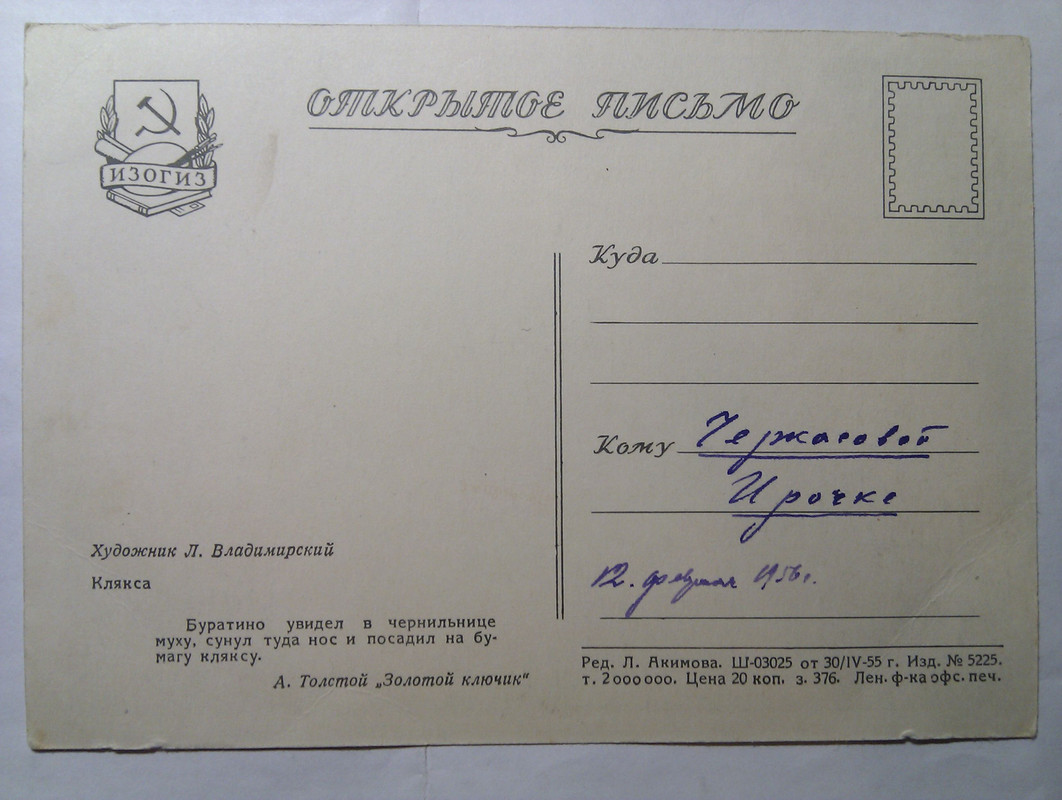 ОТКРЫТОЕ ПИСЬМО
ИЗОГИЗ
Куда
Кому Черкасовой
Ирочке
12. февраля 1956 г.
Художник Л. Владимирский
Клякса
Буратино увидел в чернильнице
муху, сунул туда нос и посадил на бу-
магу кляксу.
А. Толстой „Золотой ключик“
Ред. Л. Акимова. Ш-03025 от 30/IV-55 г. Изд. № 5225.
т. 2000000. Цена 20 коп. з. 376. Лен. ф-ка офс. печ.